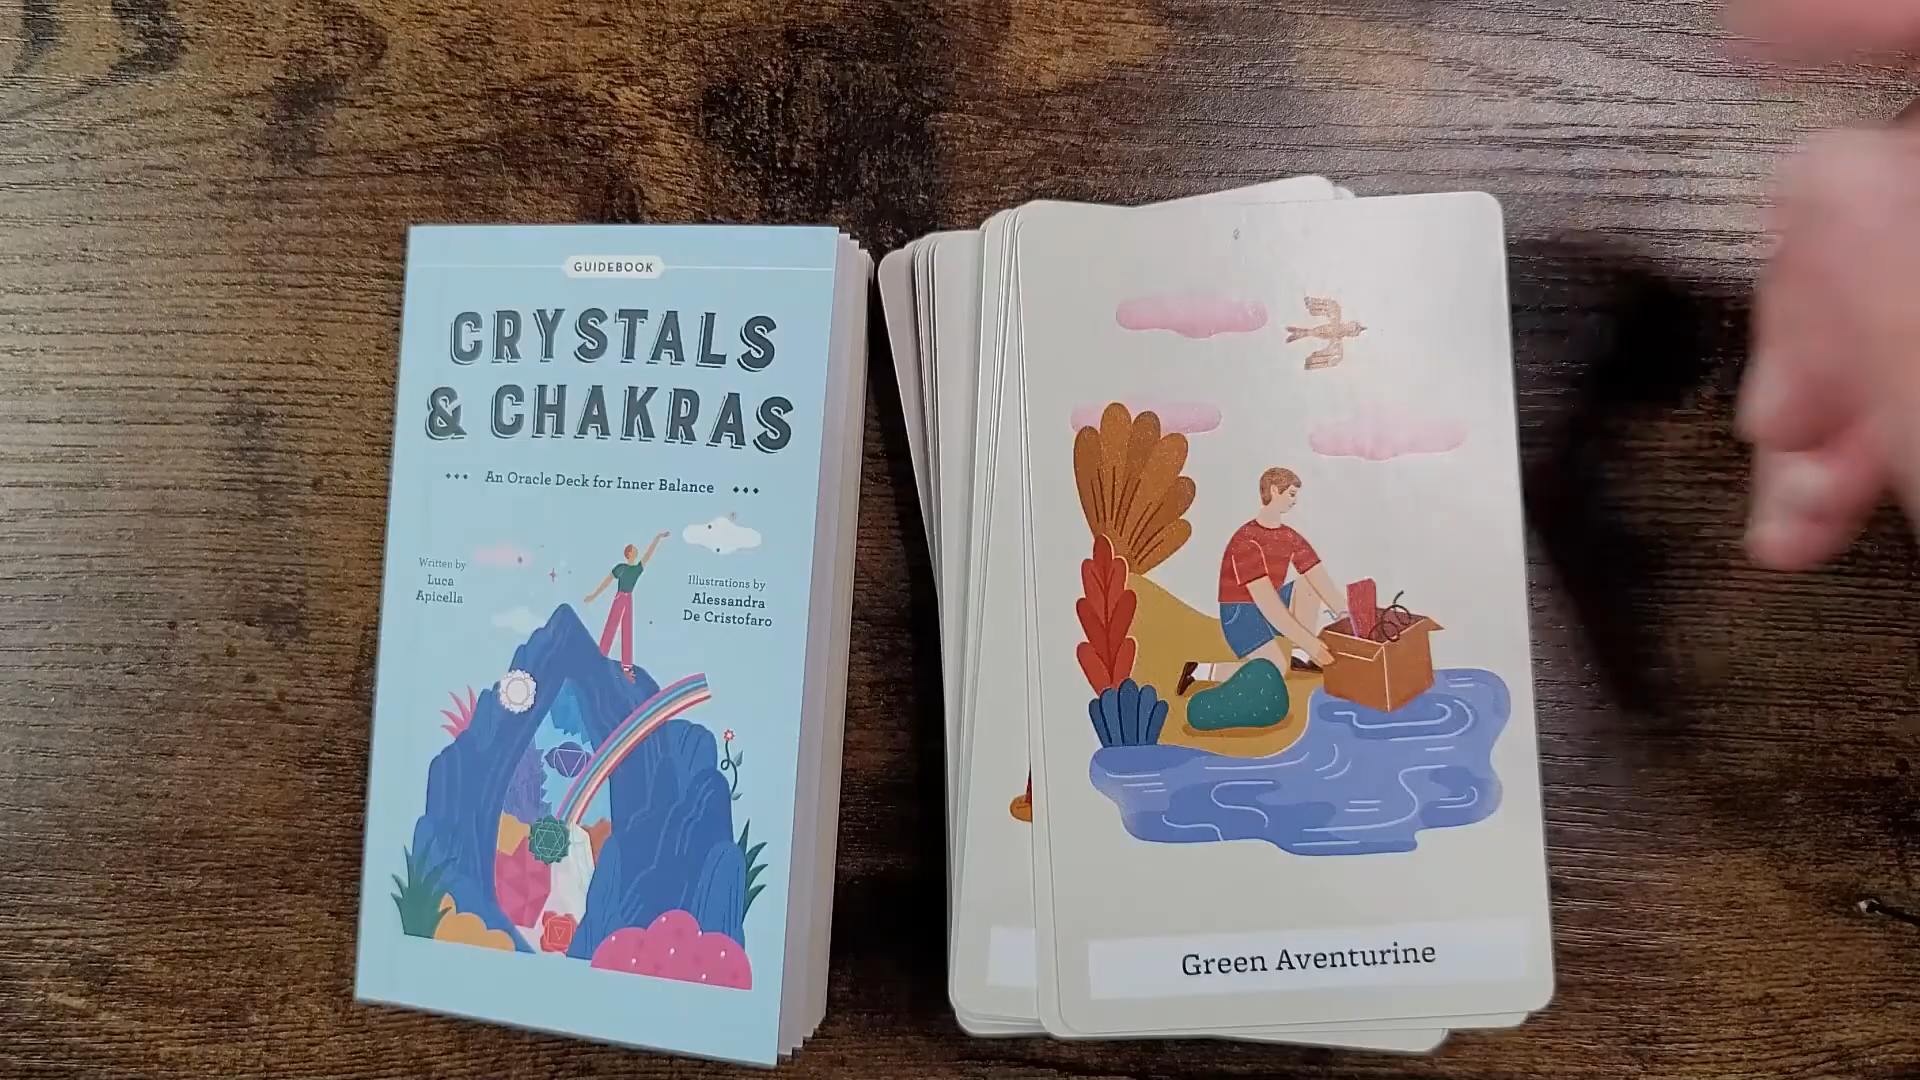 GUIDEBOOK
CRYSTALS
& CHAKRAS
An Oracle Deck for Inner Balance
Written by
Luca
Apicella
Illustrations by
Alessandra
De Cristofaro
Green Aventurine